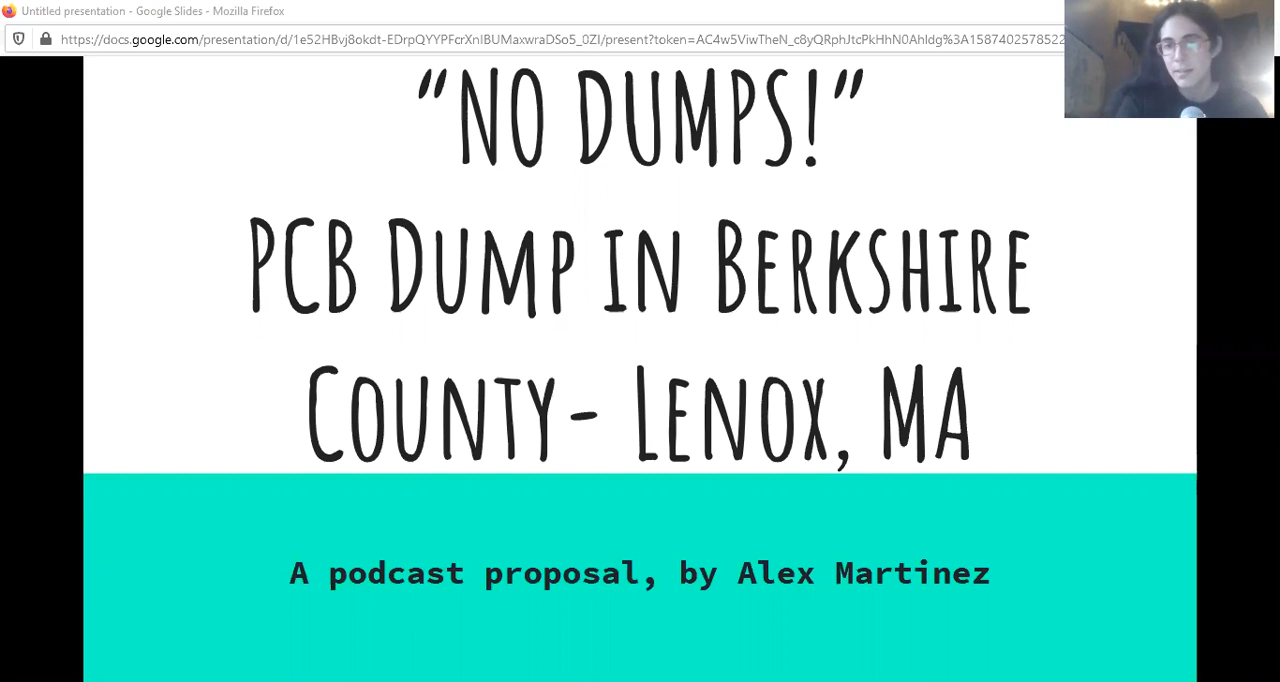 Untitled presentation - Google Slides - Mozilla Firefox
https://docs.google.com/presentation/d/1e52HBvj8okdt-EDrpQYYPFcrXnIBUMaxwraDSo5_0ZI/present?token=AC4w5ViwTheN_c8yQRphJtcPkHhN0Ahldg%3A1587402578522
“NO DUMPS!”
PCB DUMP IN BERKSHIRE
COUNTY- LENOX, MA
A podcast proposal, by Alex Martinez